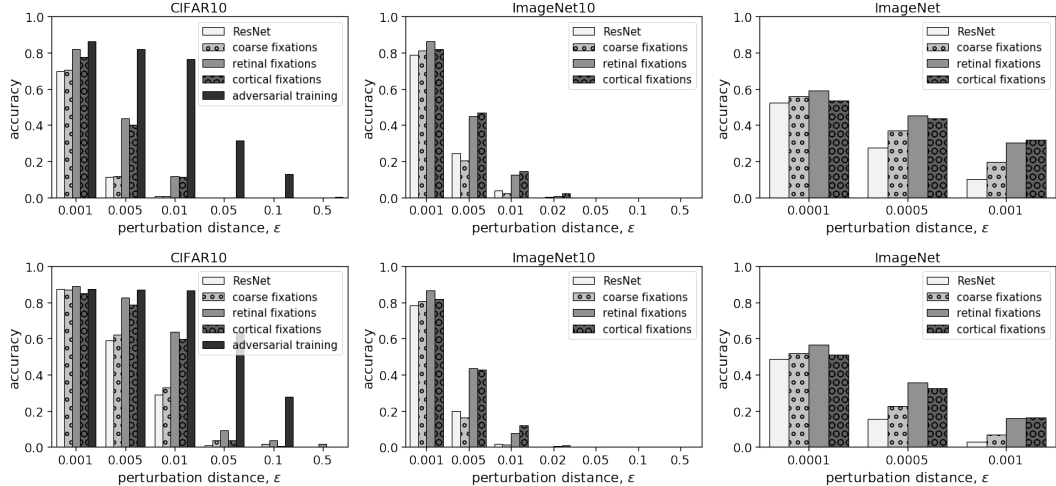 CIFAR10
1.0
0.8
0.6
0.4
0.2
0.0
accuracy
ResNet
coarse fixations
retinal fixations
cortical fixations
adversarial training
0.001 0.005 0.01 0.05 0.1 0.5
perturbation distance, ε
ImageNet10
1.0
0.8
0.6
0.4
0.2
0.0
accuracy
ResNet
coarse fixations
retinal fixations
cortical fixations
0.001 0.005 0.01 0.02 0.05 0.1 0.5
perturbation distance, ε
ImageNet
1.0
0.8
0.6
0.4
0.2
0.0
accuracy
ResNet
coarse fixations
retinal fixations
cortical fixations
0.0001 0.0005 0.001
perturbation distance, ε
CIFAR10
1.0
0.8
0.6
0.4
0.2
0.0
accuracy
ResNet
coarse fixations
retinal fixations
cortical fixations
adversarial training
0.001 0.005 0.01 0.05 0.1 0.5
perturbation distance, ε
ImageNet10
1.0
0.8
0.6
0.4
0.2
0.0
accuracy
ResNet
coarse fixations
retinal fixations
cortical fixations
0.001 0.005 0.01 0.02 0.05 0.1 0.5
perturbation distance, ε
ImageNet
1.0
0.8
0.6
0.4
0.2
0.0
accuracy
ResNet
coarse fixations
retinal fixations
cortical fixations
0.0001 0.0005 0.001
perturbation distance, ε